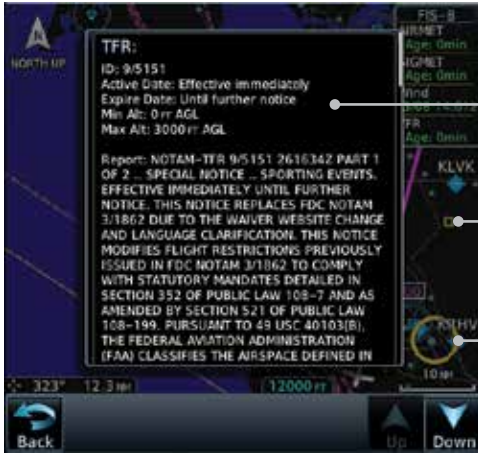 TFR:
ID: 9/5151
Active Date: Effective immediately
Expire Date: Until further notice
Min Alt: 0 FT AGL
Max Alt: 3000 FT AGL
Report: NOTAM-TFR 9/5151 261634Z PART 1
OF 2 .. SPECIAL NOTICE .. SPORTING EVENTS.
EFFECTIVE IMMEDIATELY UNTIL FURTHER
NOTICE. THIS NOTICE REPLACES FDC NOTAM
3/1862 DUE TO THE WAIVER WEBSITE CHANGE
AND LANGUAGE CLARIFICATION. THIS NOTICE
MODIFIES FLIGHT RESTRICTIONS PREVIOUSLY
ISSUED IN FDC NOTAM 3/1862 TO COMPLY
WITH STATUTORY MANDATES DETAILED IN
SECTION 352 OF PUBLIC LAW 108-7 AND AS
AMENDED BY SECTION 521 OF PUBLIC LAW
108-199. PURSUANT TO 49 USC 40103(B),
THE FEDERAL AVIATION ADMINISTRATION
(FAA) CLASSIFIES THE AIRSPACE DEFINED IN
NORTH UP
FIS-B
AIRMET
Age: 0min
SIGMET
Age: 0min
Wind
TFR
Age: 0min
KLVK
10 NM
323°
12.3 NM
12000 FT
Back
Up
Down